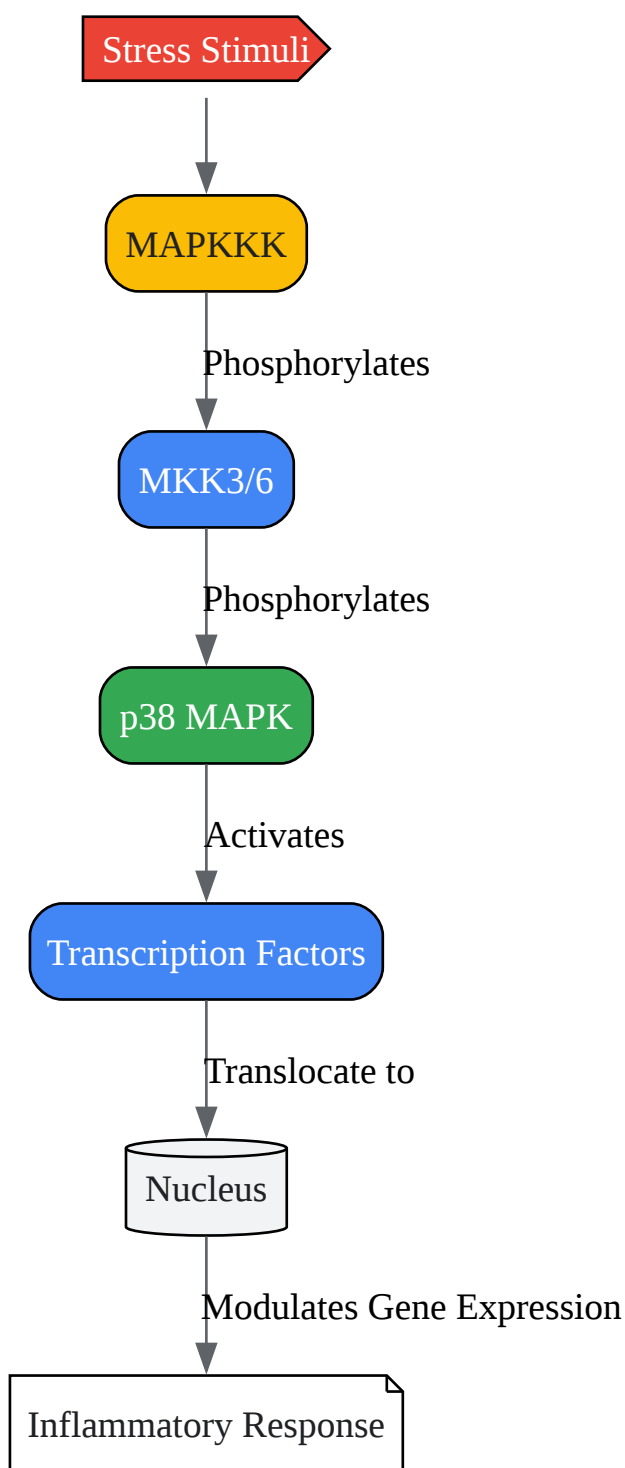 Stress Stimuli
MAPKKK
Phosphorylates
MKK3/6
Phosphorylates
p38 MAPK
Activates
Transcription Factors
Translocate to
Nucleus
Modulates Gene Expression
Inflammatory Response